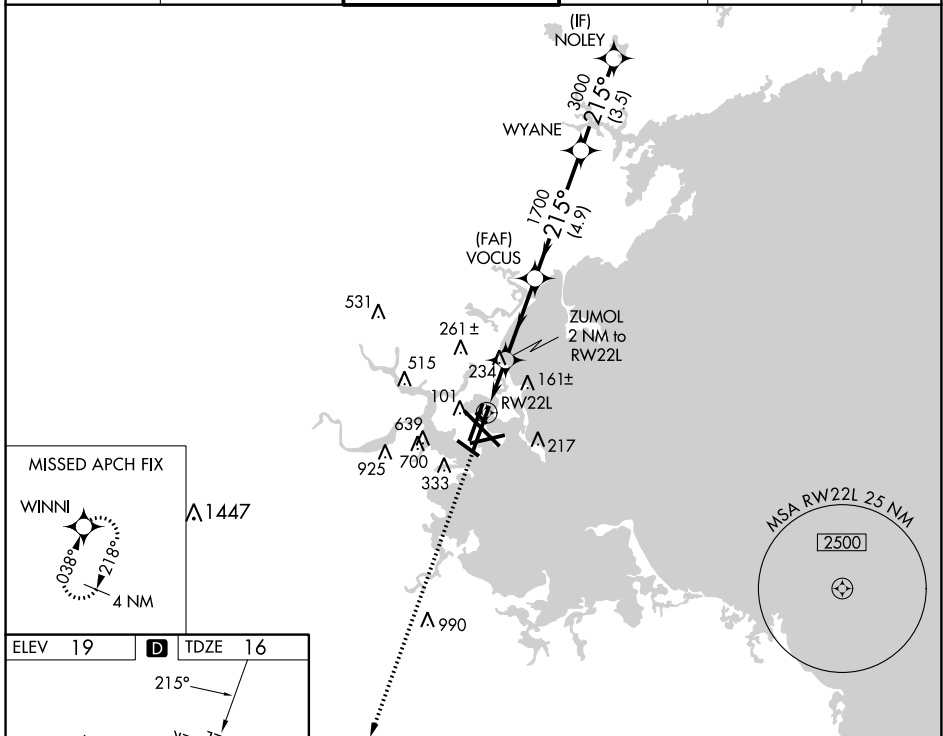 (IF)
NOLEY
3000
215°
(3.5)
WYANE
1700
215°
(4.9)
(FAF)
VOCUS
531
261±
ZUMOL
2 NM to
RW22L
234
515
161±
101
RW22L
639
217
925
700
333
MISSED APCH FIX
WINNI
038°
218°
4 NM
1447
MSA RW22L 25 NM
2500
990
ELEV 19
D
TDZE 16
215°